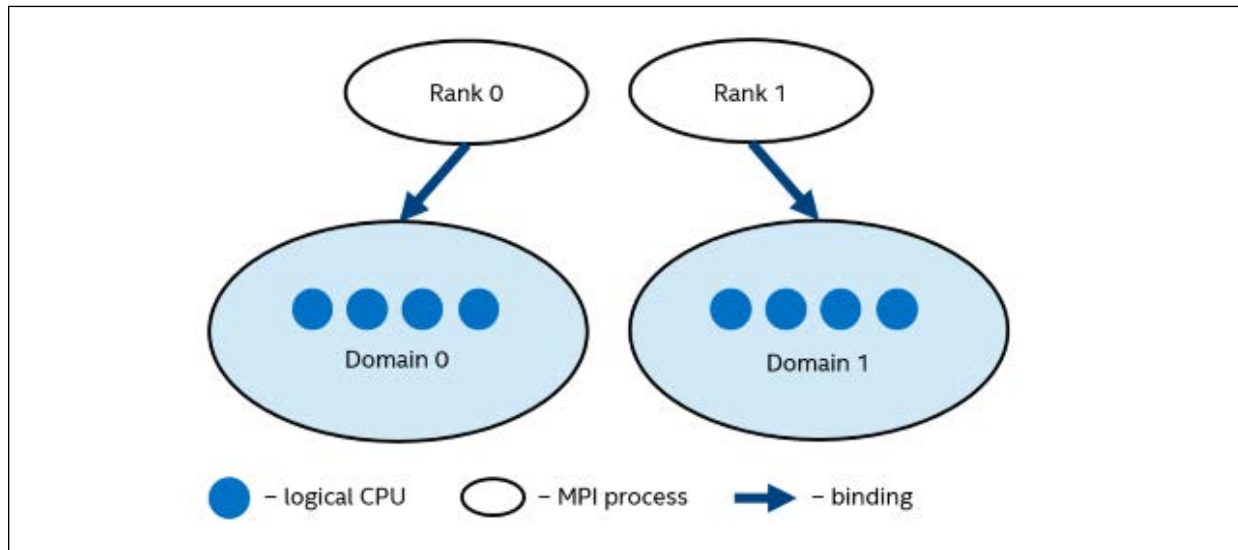 Rank 0
Rank 1
Domain 0
Domain 1
– logical CPU
– MPI process
– binding